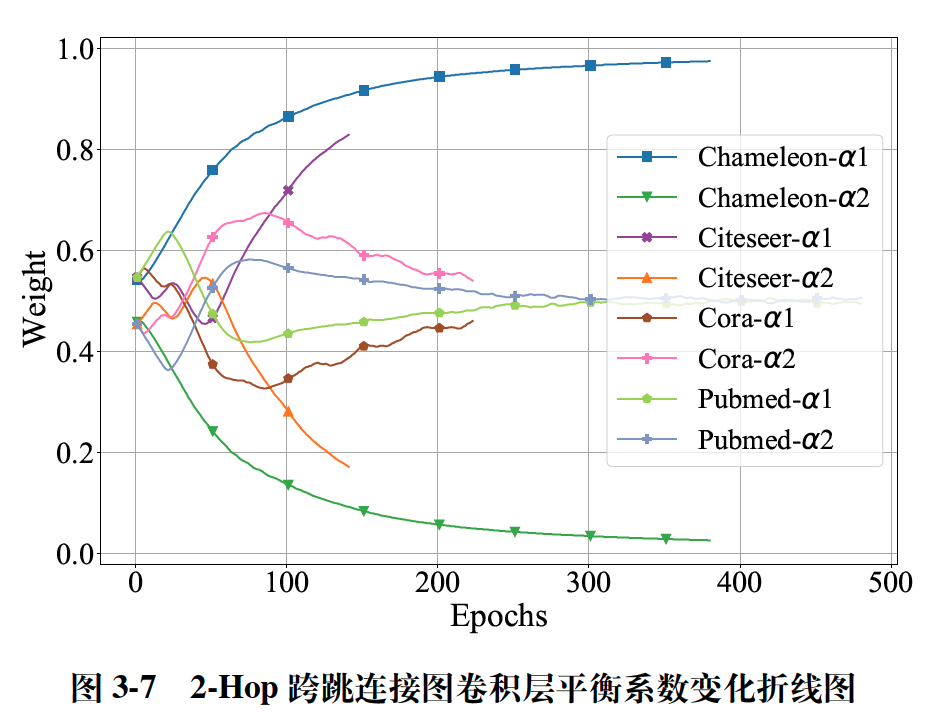 1.0
0.8
0.6
0.4
0.2
0.0
Weight
Chameleon-α1
Chameleon-α2
Citeseer-α1
Citeseer-α2
Cora-α1
Cora-α2
Pubmed-α1
Pubmed-α2
0 100 200 300 400 500
Epochs
图 3-7 2-Hop 跨跳连接图卷积层平衡系数变化折线图